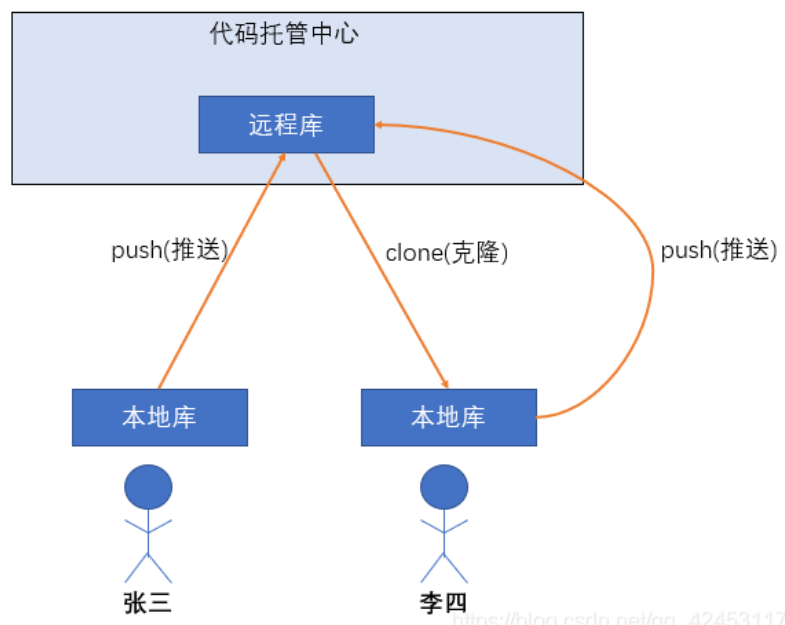 代码托管中心
远程库
push(推送)
clone(克隆)
push(推送)
本地库
本地库
张三
李四
https://blog.csdn.net/qq_42453117